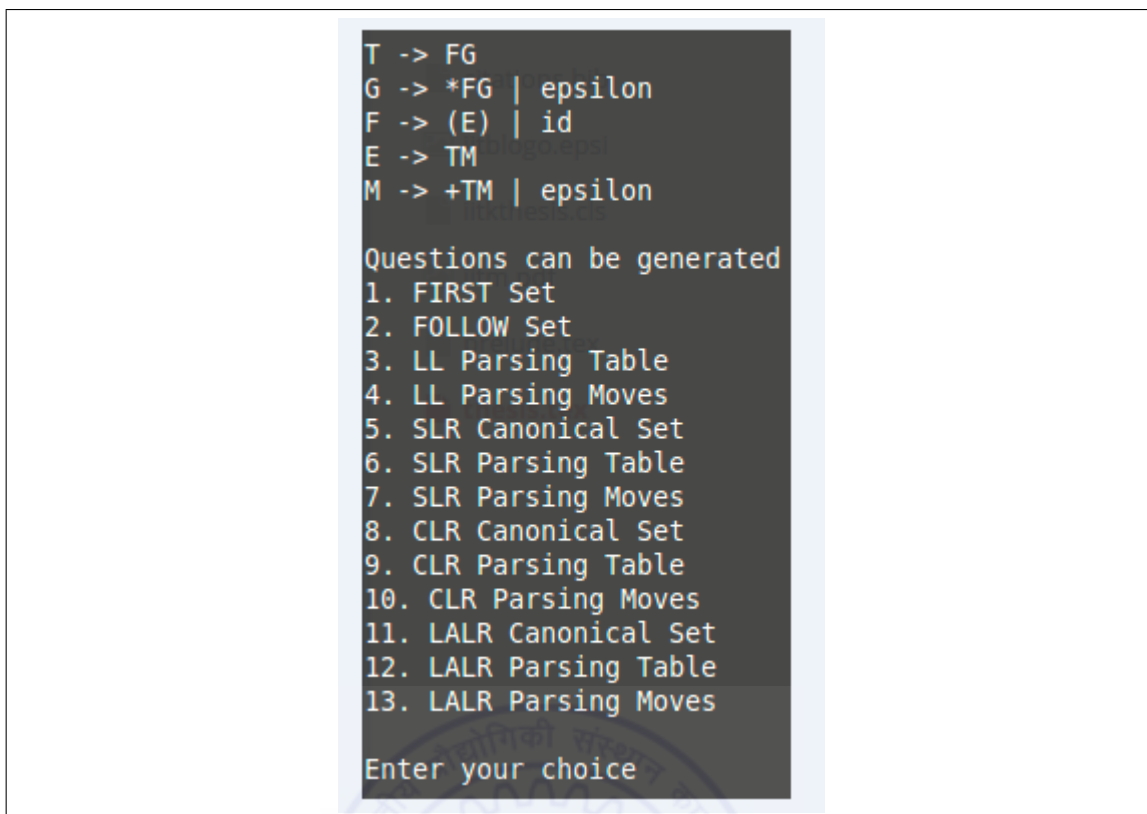 T -> FG
G -> *FG | epsilon
F -> (E) | id
E -> TM
M -> +TM | epsilon
Questions can be generated
1. FIRST Set
2. FOLLOW Set
3. LL Parsing Table
4. LL Parsing Moves
5. SLR Canonical Set
6. SLR Parsing Table
7. SLR Parsing Moves
8. CLR Canonical Set
9. CLR Parsing Table
10. CLR Parsing Moves
11. LALR Canonical Set
12. LALR Parsing Table
13. LALR Parsing Moves
Enter your choice